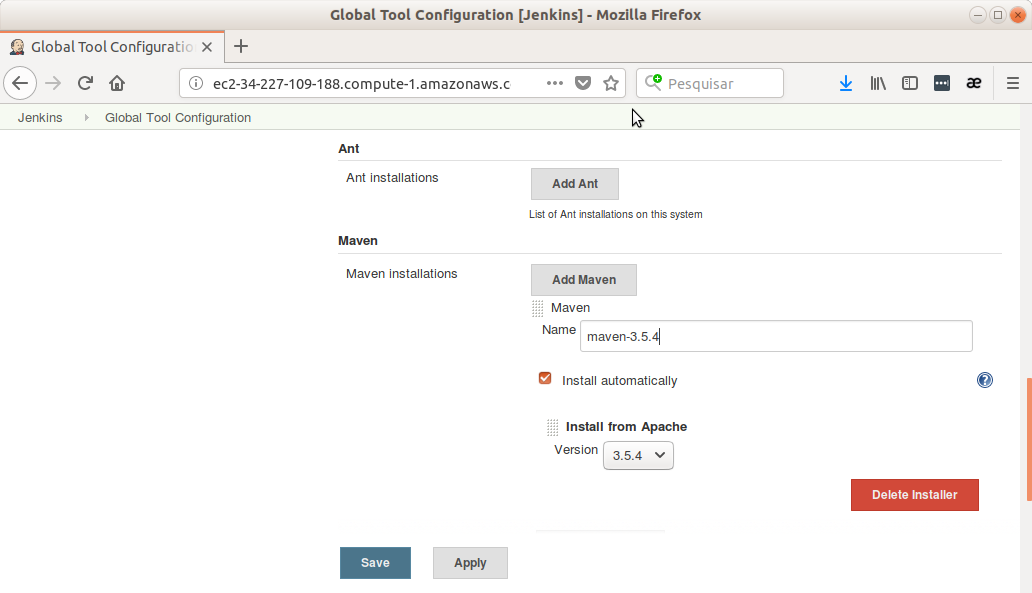 Global Tool Configuration [Jenkins] - Mozilla Firefox
Global Tool Configuratio
ec2-34-227-109-188.compute-1.amazonaws.c
Pesquisar
Jenkins
Global Tool Configuration
Ant
Ant installations
Add Ant
List of Ant installations on this system
Maven
Maven installations
Add Maven
Maven
Name
maven-3.5.4
Install automatically
Install from Apache
Version
3.5.4
Delete Installer
Save
Apply